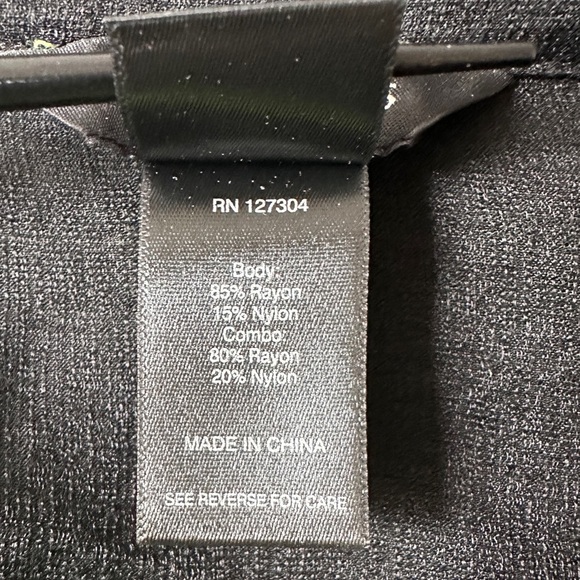 RN 127304
Body:
85% Rayon
15% Nylon
Combo
80% Rayon
20% Nylon
MADE IN CHINA
SEE REVERSE FOR CARE